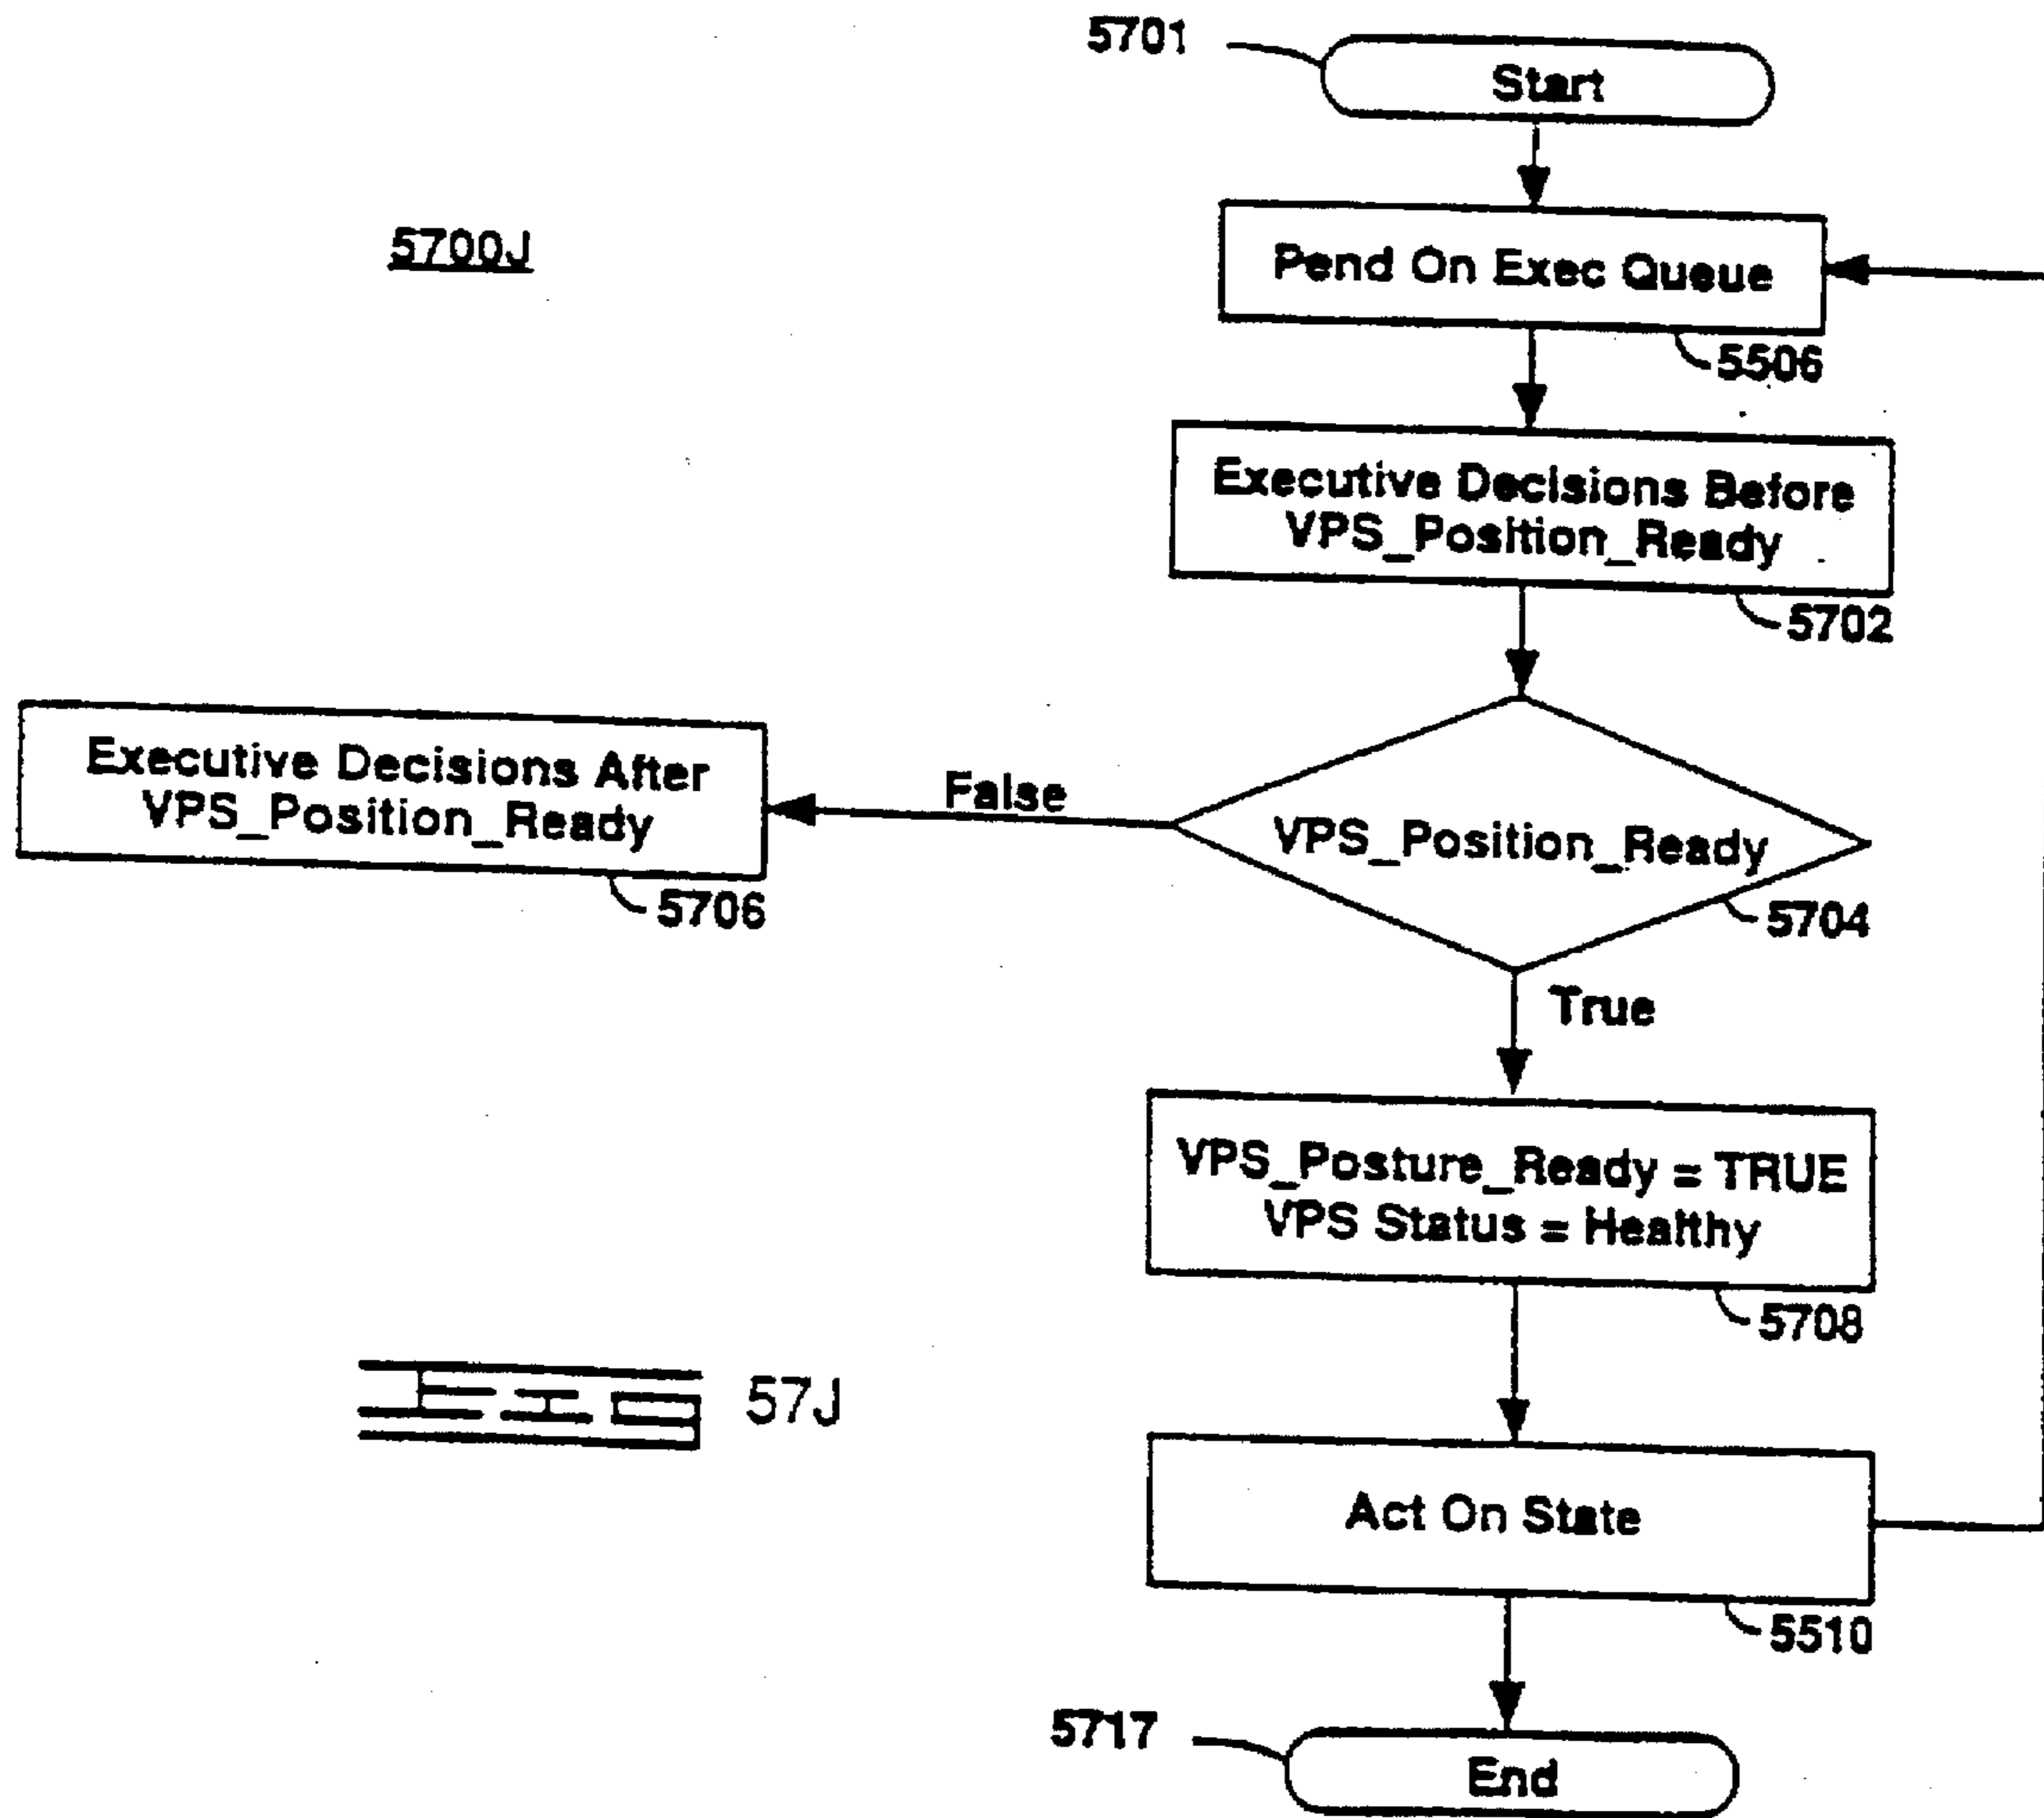 5701
Start
5700J
Pend On Exec Queue
5506
Executive Decisions Before
VPS_Position_Ready
5702
Executive Decisions After
VPS_Position_Ready
5706
False
VPS_Position_Ready
5704
True
VPS_Posture_Ready = TRUE
VPS Status = Healthy
5708
FIG 57J
Act On State
5510
5717
End